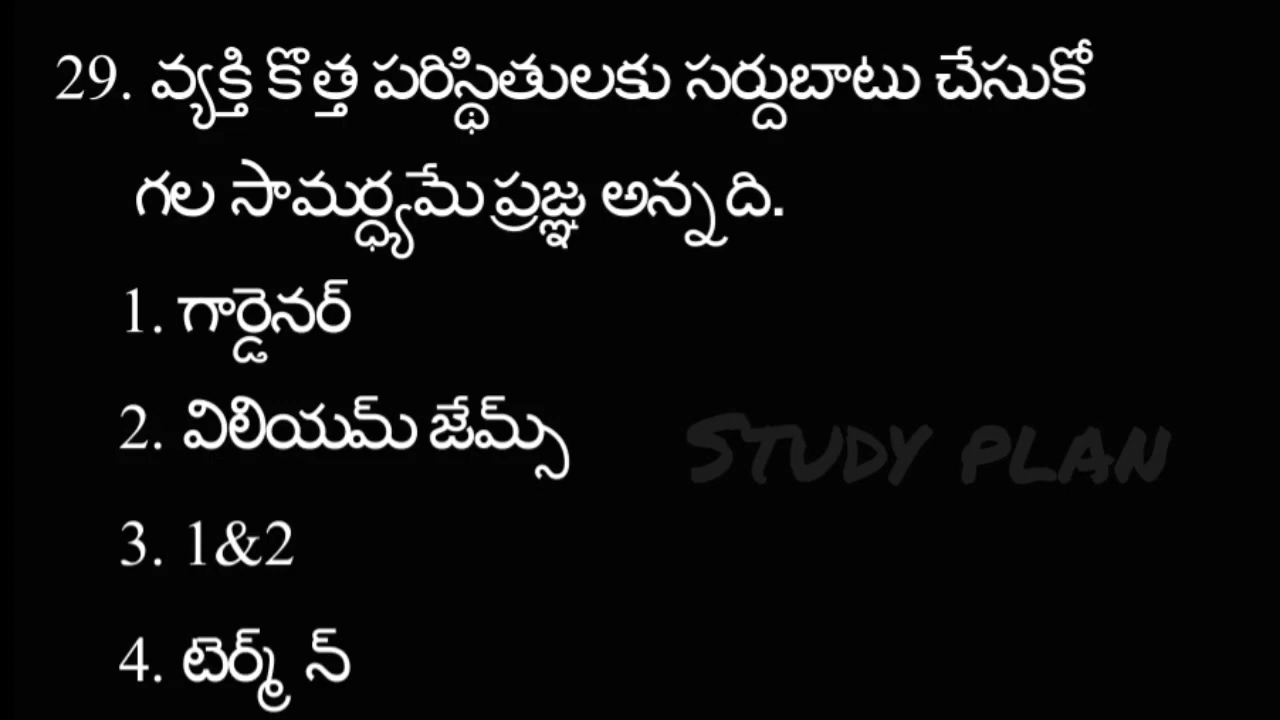 29. వ్యక్తి కొత్త పరిస్థితులకు సర్దుబాటు చేసుకో
గల సామర్ధ్యమే ప్రజ్ఞ అన్నది.
1. గార్డెనర్
2. విలియమ్ జేమ్స్
STUDY PLAN
3. 1&2
4. టెర్మ్ న్